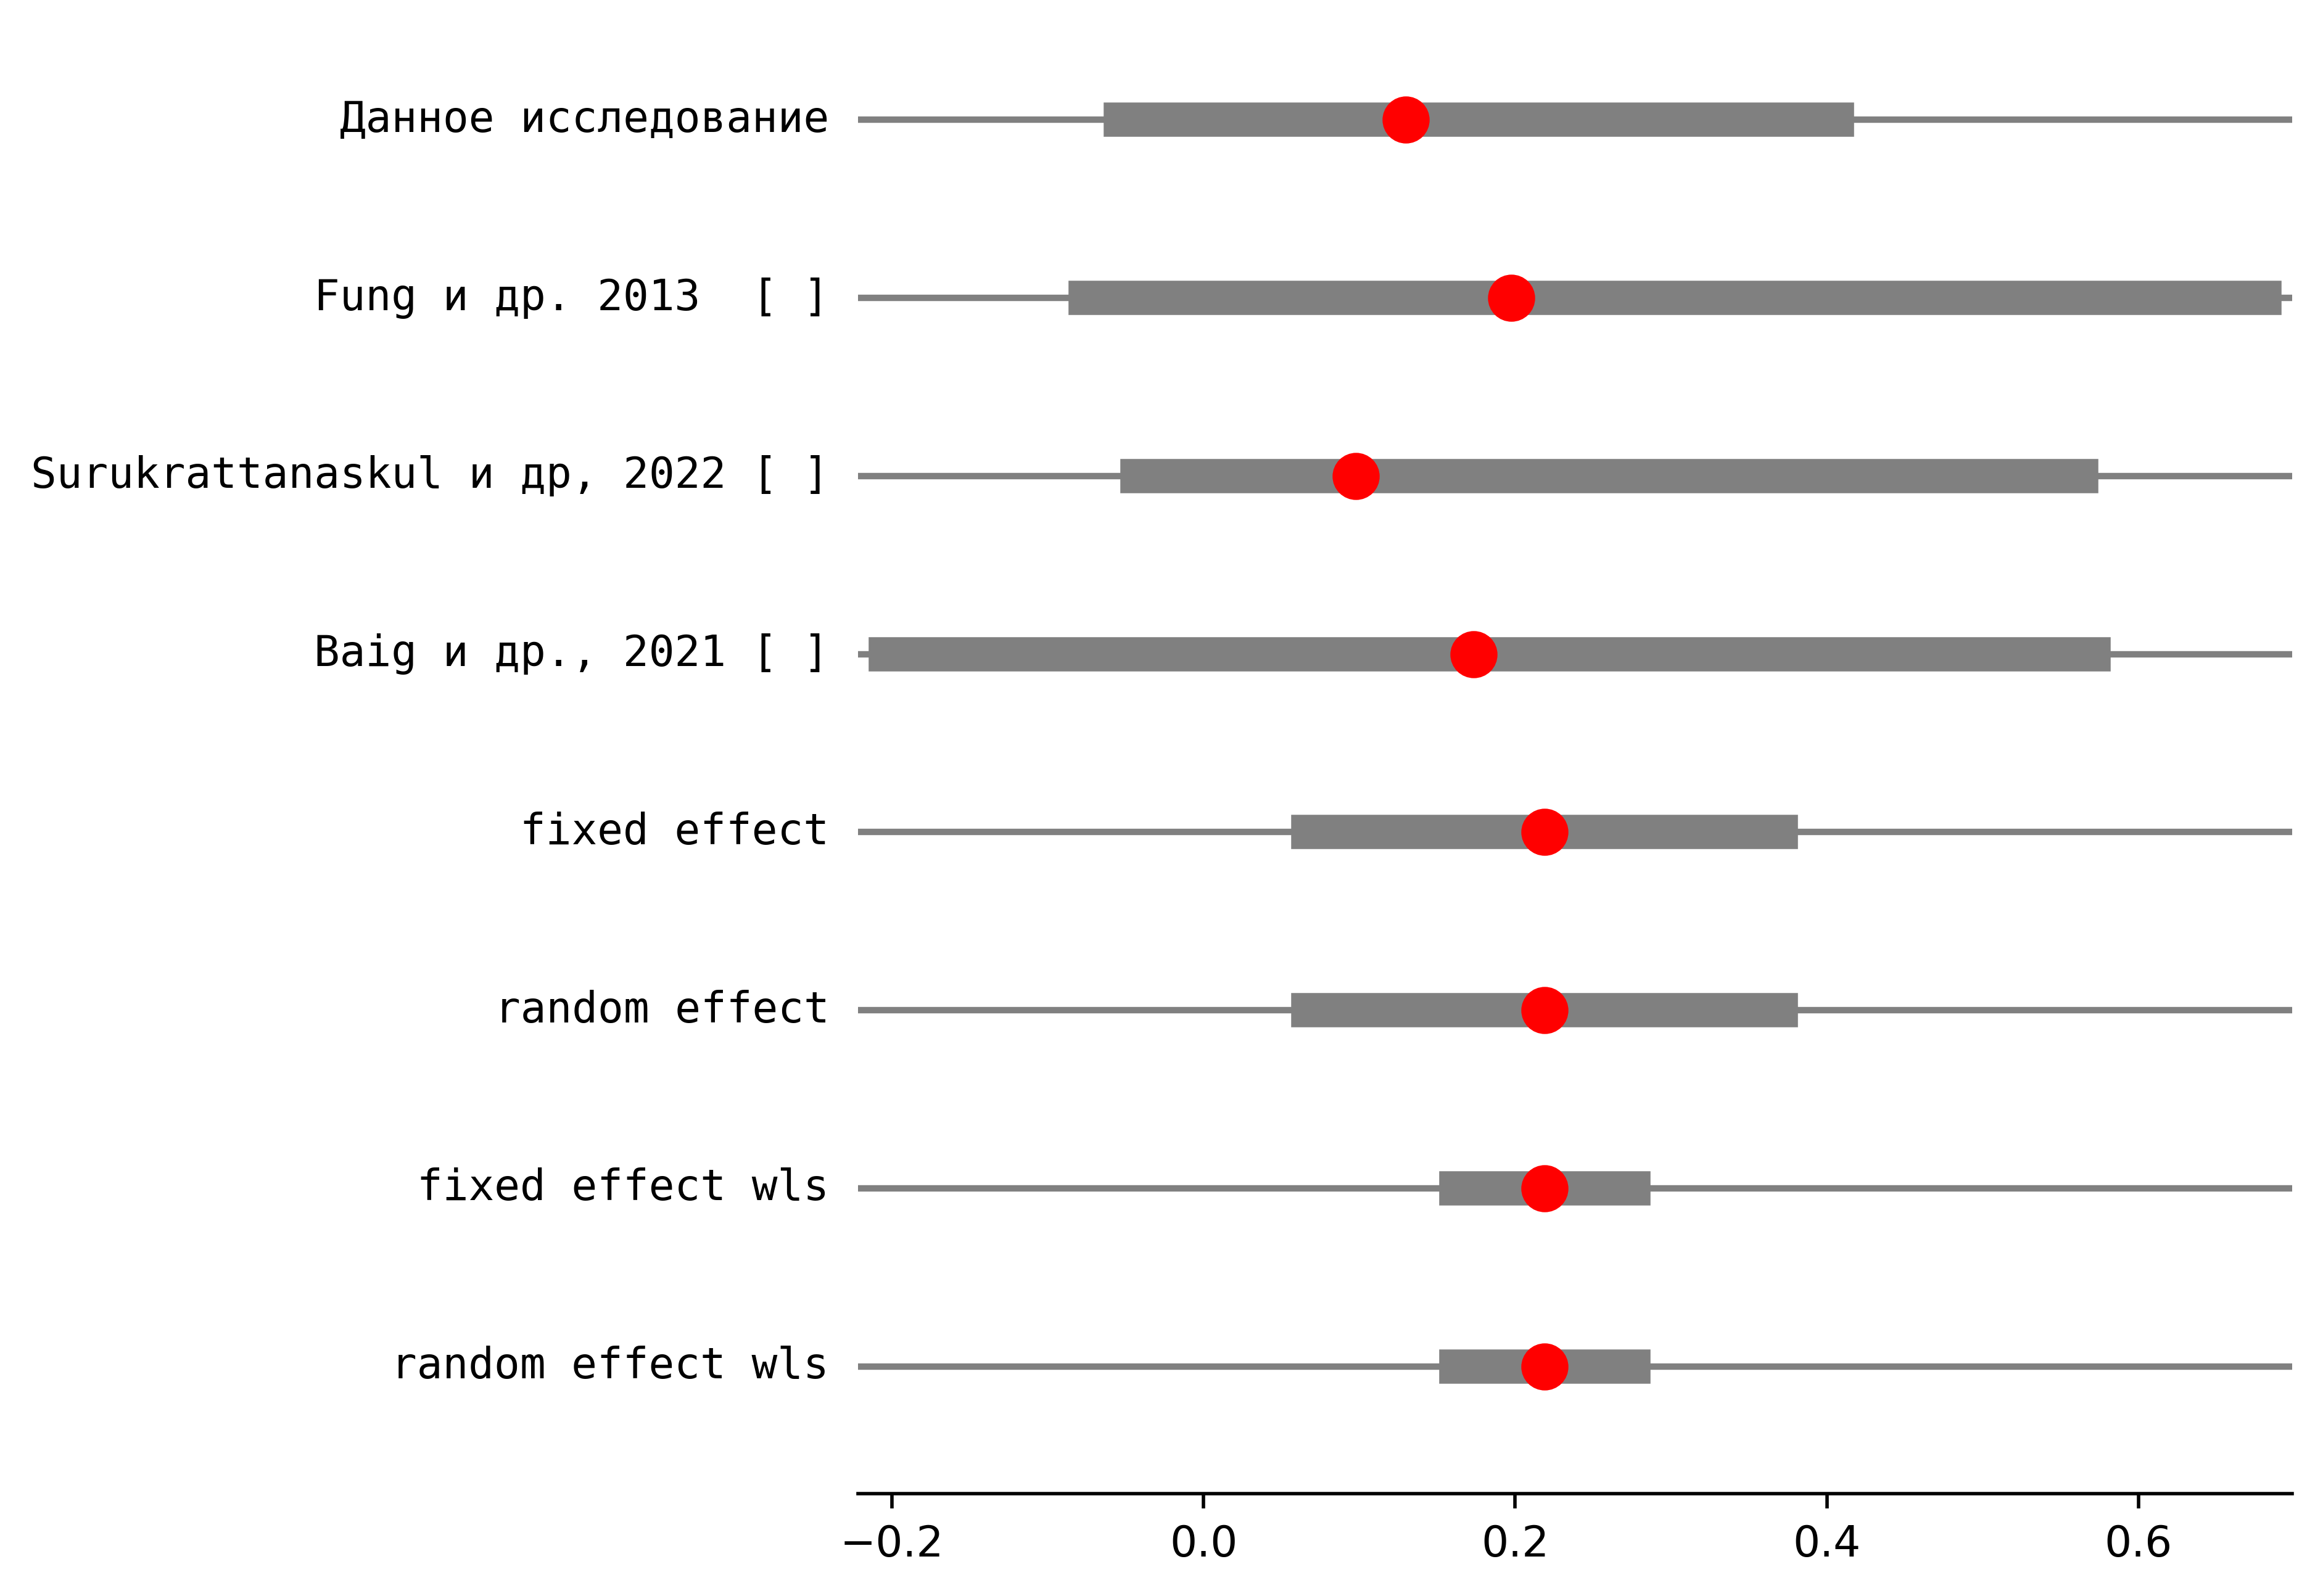 Данное исследование
Fung и др. 2013  [ ]
Surukrattanaskul и др, 2022 [ ]
Baig и др., 2021 [ ]
fixed effect
random effect
fixed effect wls
random effect wls
−0.2 0.0 0.2 0.4 0.6